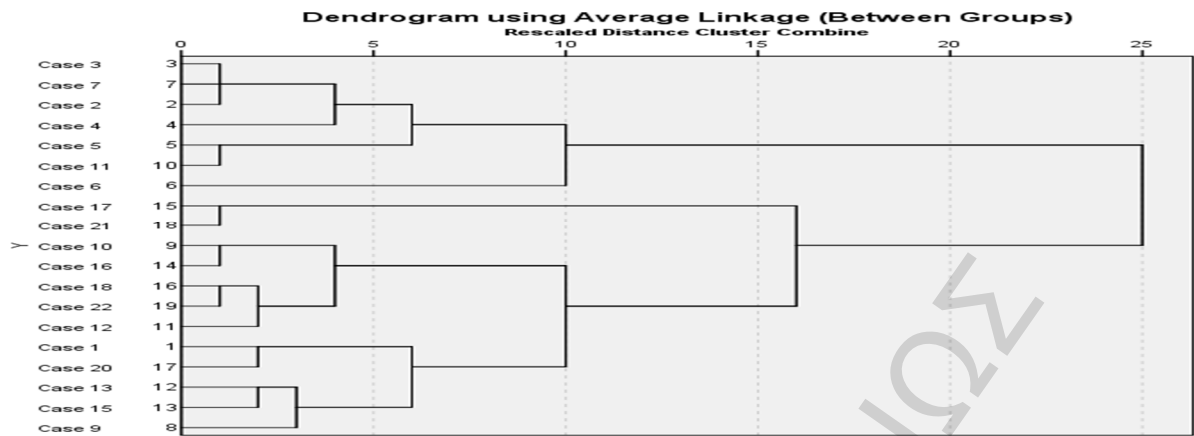 Dendrogram using Average Linkage (Between Groups)
Rescaled Distance Cluster Combine
0 5 10 15 20 25
Case 3 3
Case 7 7
Case 2 2
Case 4 4
Case 5 5
Case 11 10
Case 6 6
Case 17 15
Case 21 18
Y
Case 10 9
Case 16 14
Case 18 16
Case 22 19
Case 12 11
Case 1 1
Case 20 17
Case 13 12
Case 15 13
Case 9 8
ΙΩΣ